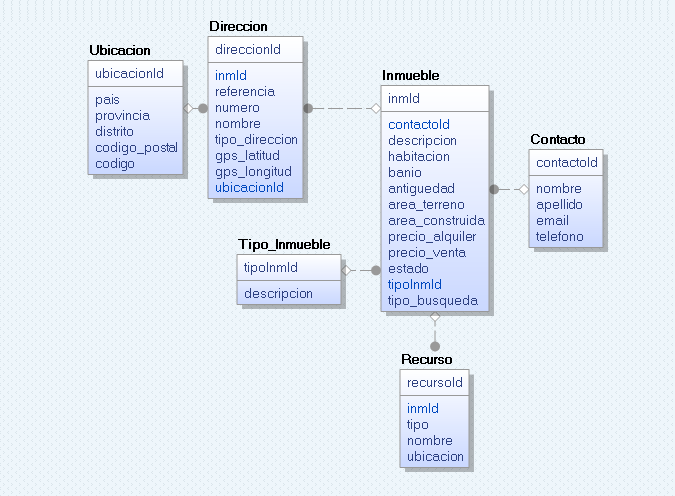 Direccion
direccionId
inmId
referencia
numero
nombre
tipo_direccion
gps_latitud
gps_longitud
ubicacionId
Ubicacion
ubicacionId
pais
provincia
distrito
codigo_postal
codigo
Inmueble
inmId
contactoId
descripcion
habitacion
banio
antiguedad
area_terreno
area_construida
precio_alquiler
precio_venta
estado
tipoInmId
tipo_busqueda
Contacto
contactoId
nombre
apellido
email
telefono
Tipo_Inmueble
tipoInmId
descripcion
Recurso
recursoId
inmId
tipo
nombre
ubicacion